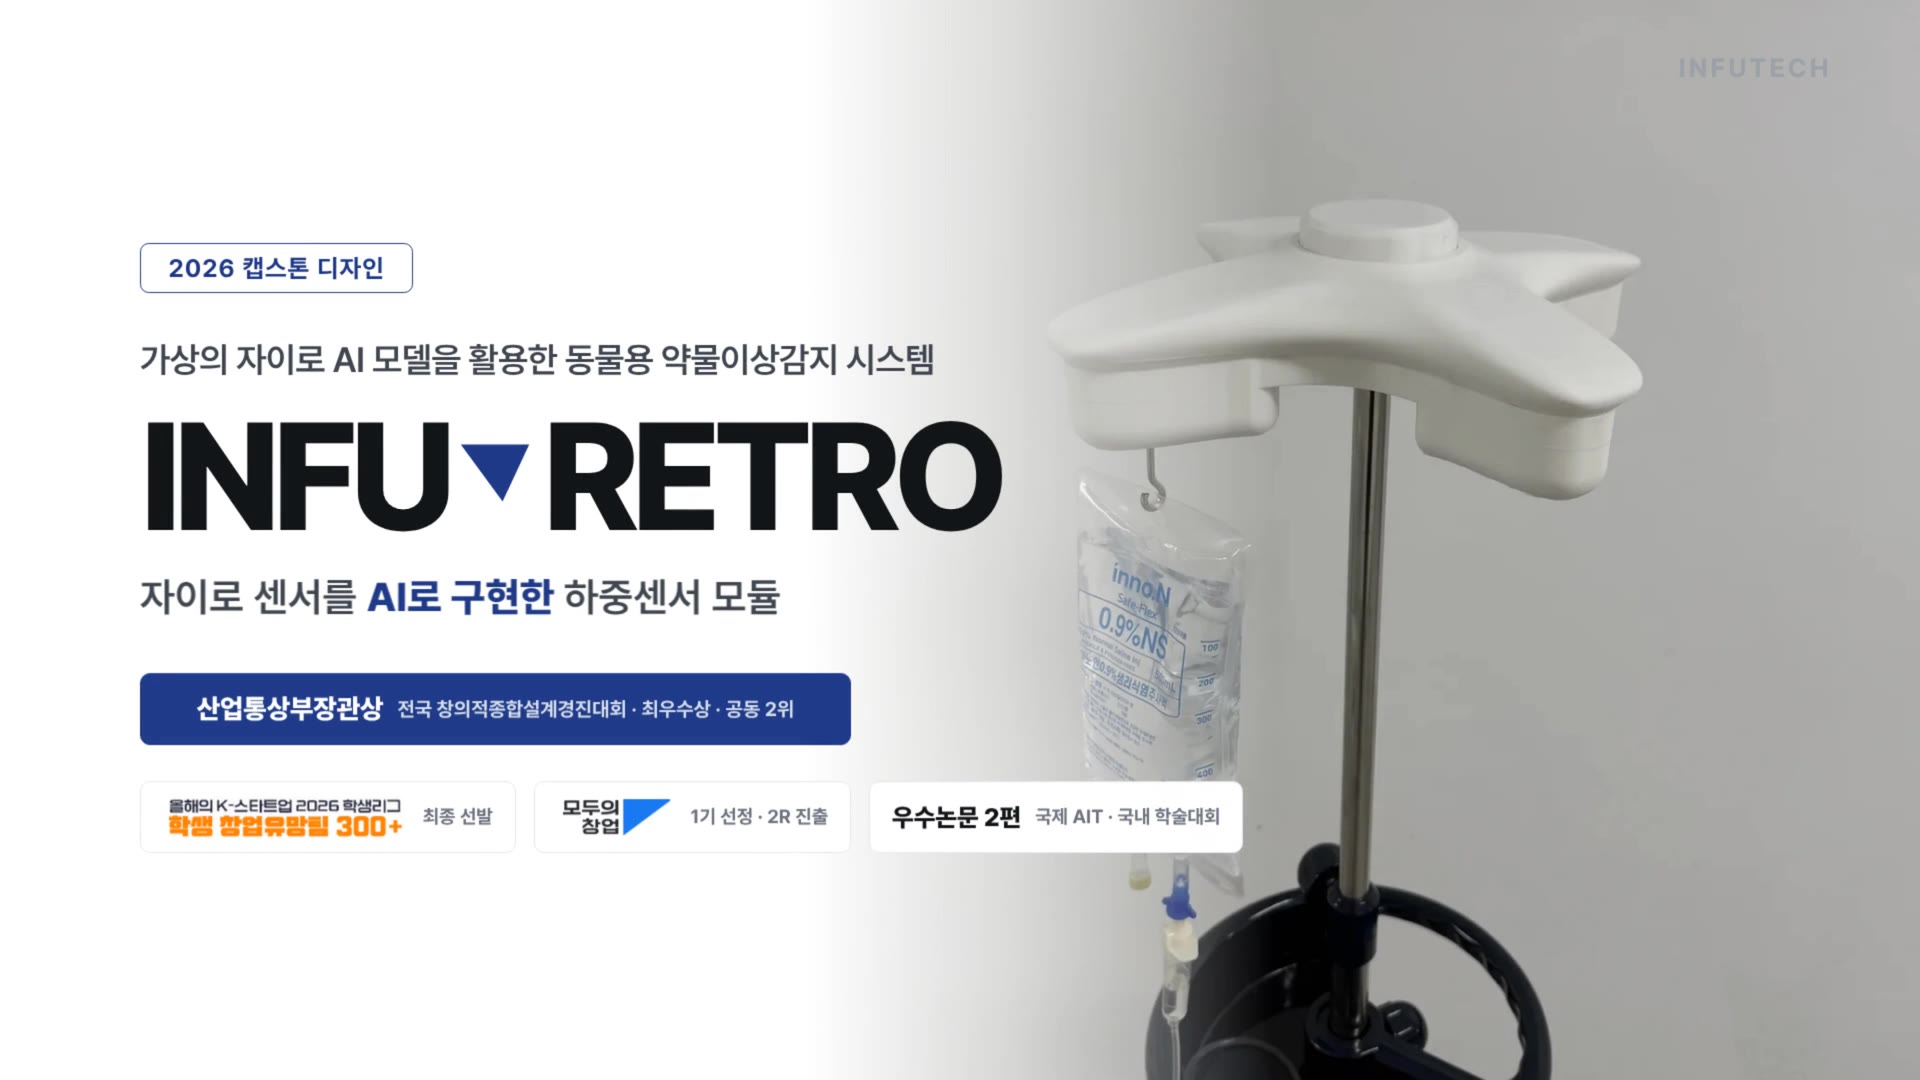 INFUTECH
2026 캡스톤 디자인
가상의 자이로 AI 모델을 활용한 동물용 약물이상감지 시스템
INFU RETRO
자이로 센서를 AI로 구현한 하중센서 모듈
산업통상부장관상 전국 창의적종합설계경진대회 · 최우수상 · 공동 2위
올해의 K-스타트업 2026 학생리그
학생 창업유망팀 300+
최종 선발
모두의
창업
1기 선정 · 2R 진출
우수논문 2편 국제 AIT · 국내 학술대회
inno.N
Safe-Flex
0.9%NS
100
200
300
400